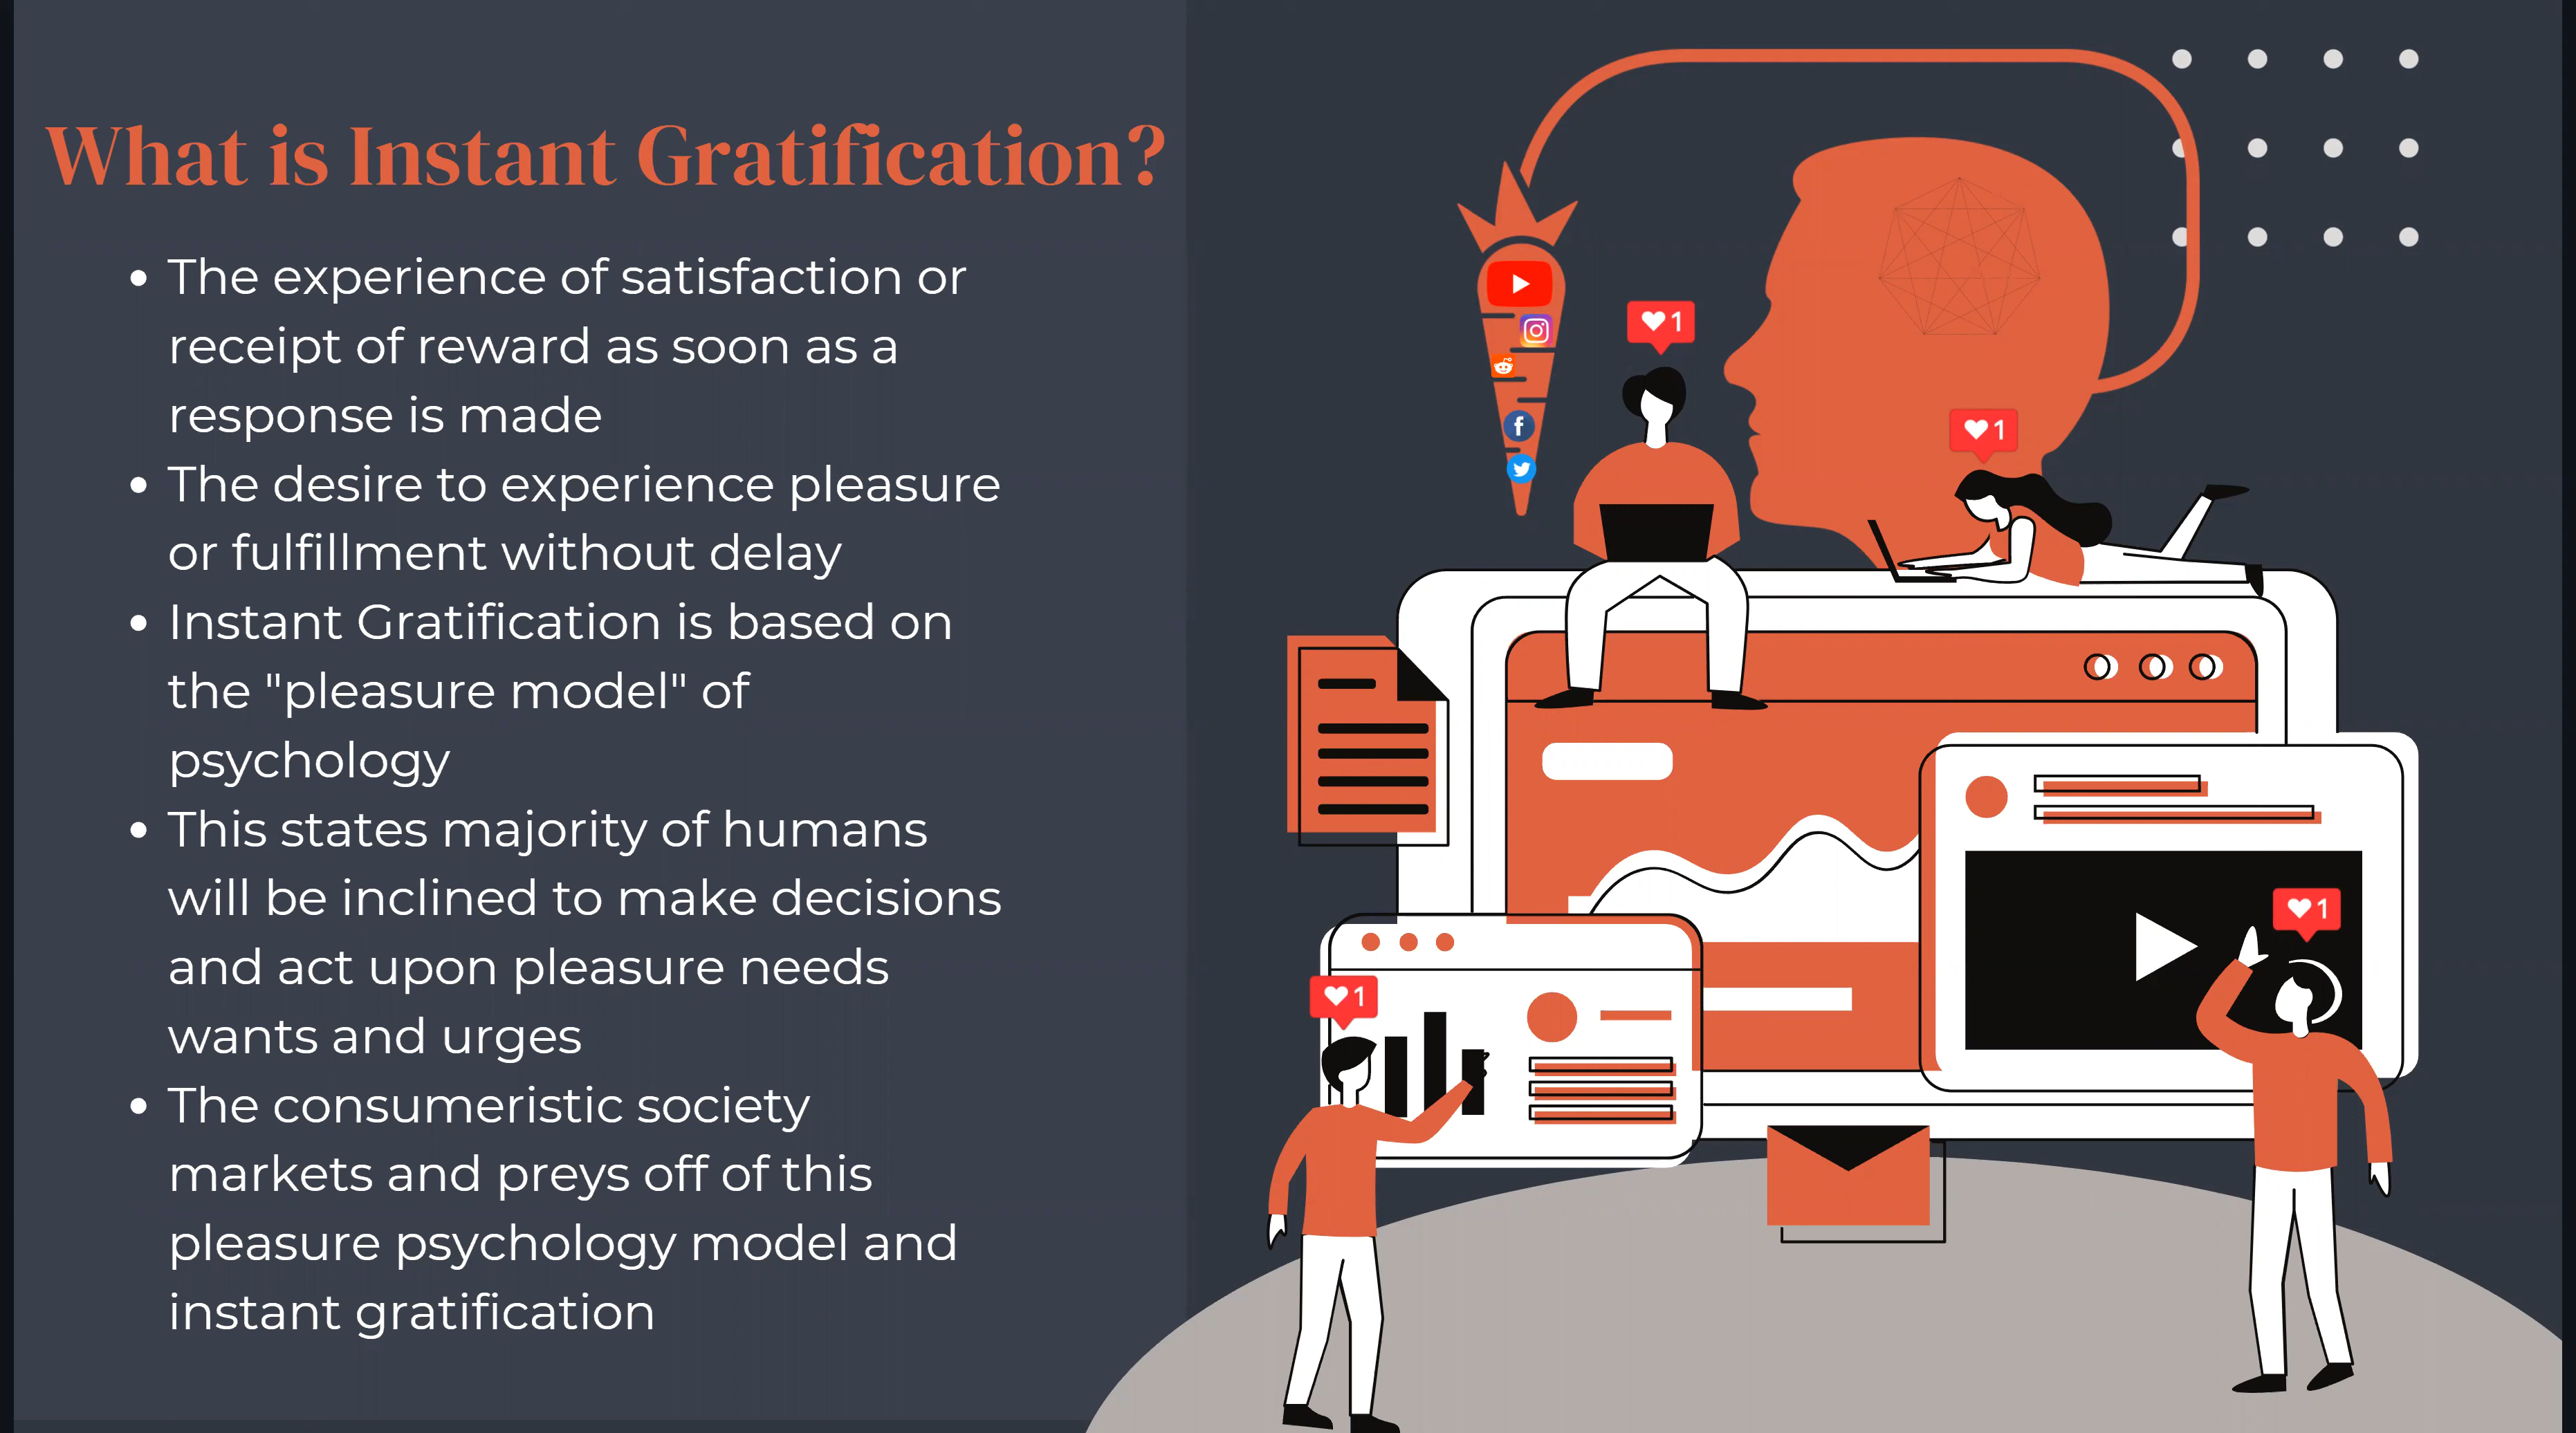 What is Instant Gratification?
• The experience of satisfaction or
receipt of reward as soon as a
response is made
• The desire to experience pleasure
or fulfillment without delay
• Instant Gratification is based on
the "pleasure model" of
psychology
• This states majority of humans
will be inclined to make decisions
and act upon pleasure needs
wants and urges
• The consumeristic society
markets and preys off of this
pleasure psychology model and
instant gratification
1
1
1
1
f